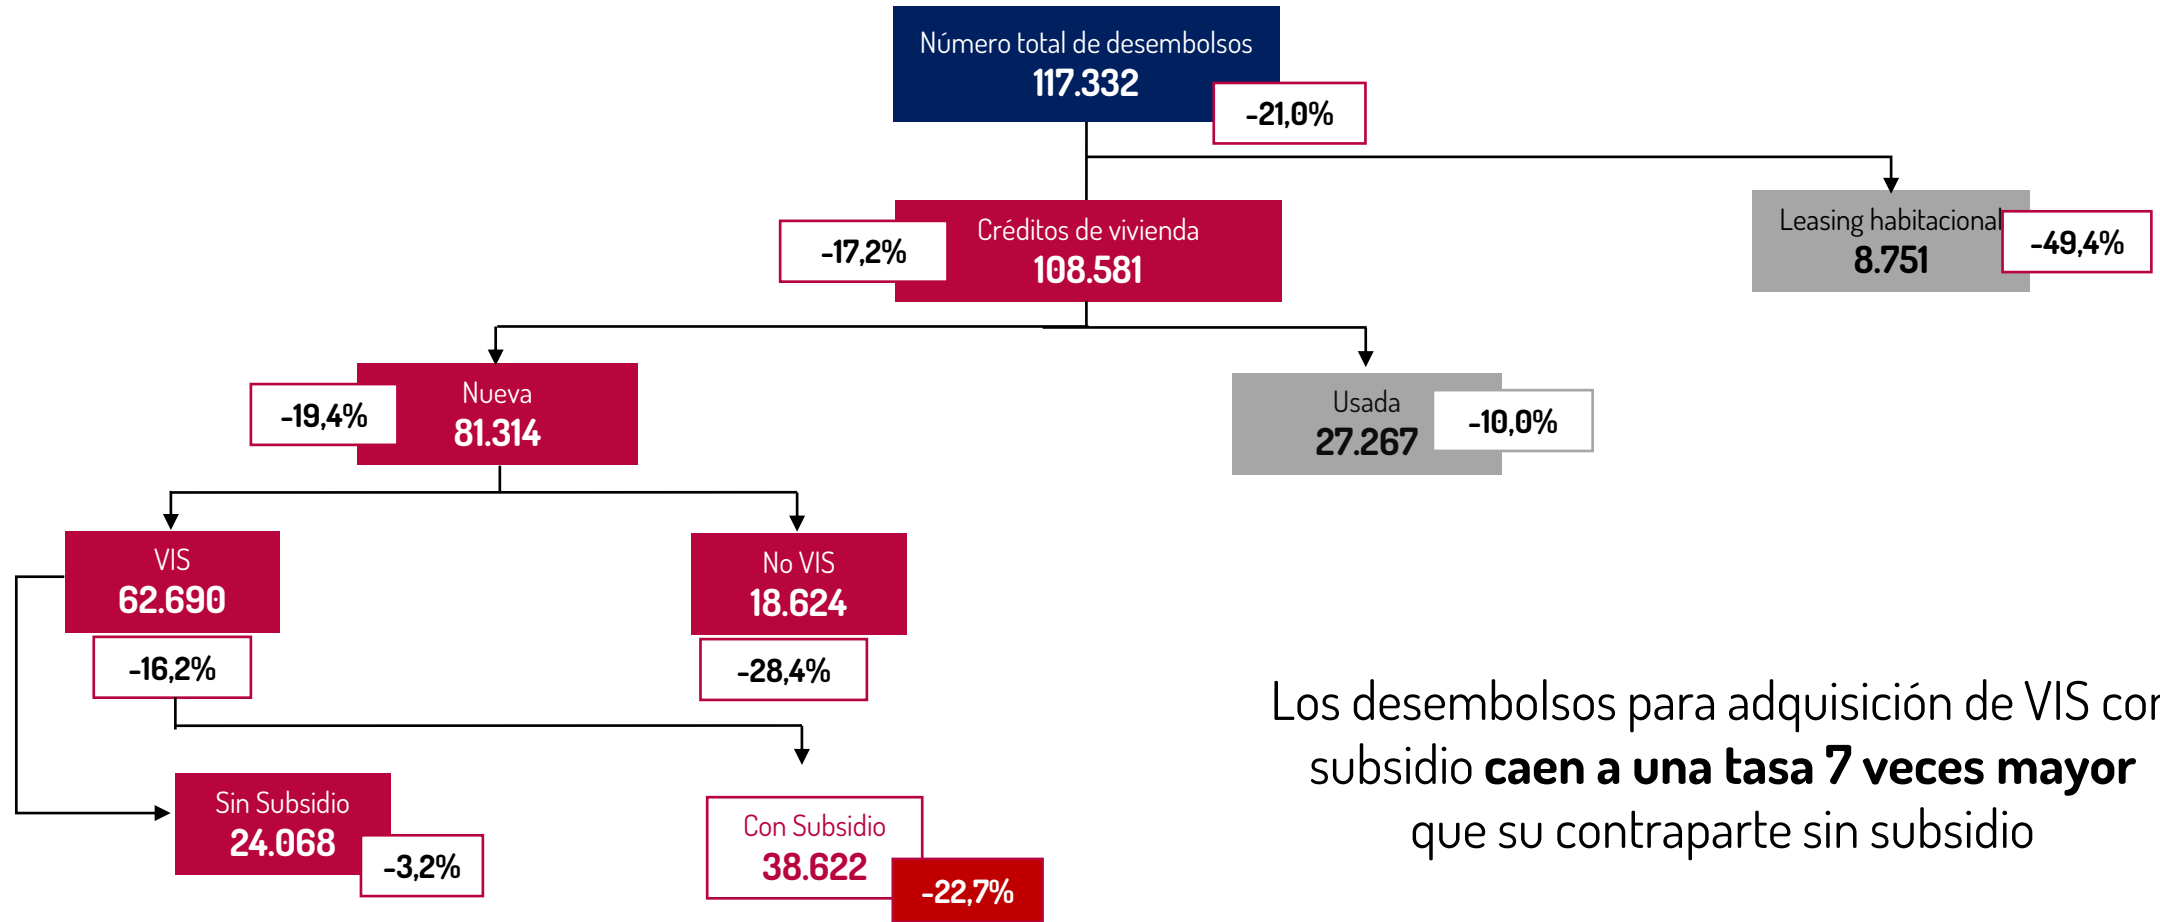 Número total de desembolsos
117.332
-21,0%
Créditos de vivienda
108.581
-17,2%
Leasing habitacional
8.751
-49,4%
Nueva
81.314
-19,4%
Usada
27.267
-10,0%
VIS
62.690
-16,2%
No VIS
18.624
-28,4%
Sin Subsidio
24.068
-3,2%
Con Subsidio
38.622
-22,7%
Los desembolsos para adquisición de VIS con
subsidio caen a una tasa 7 veces mayor
que su contraparte sin subsidio